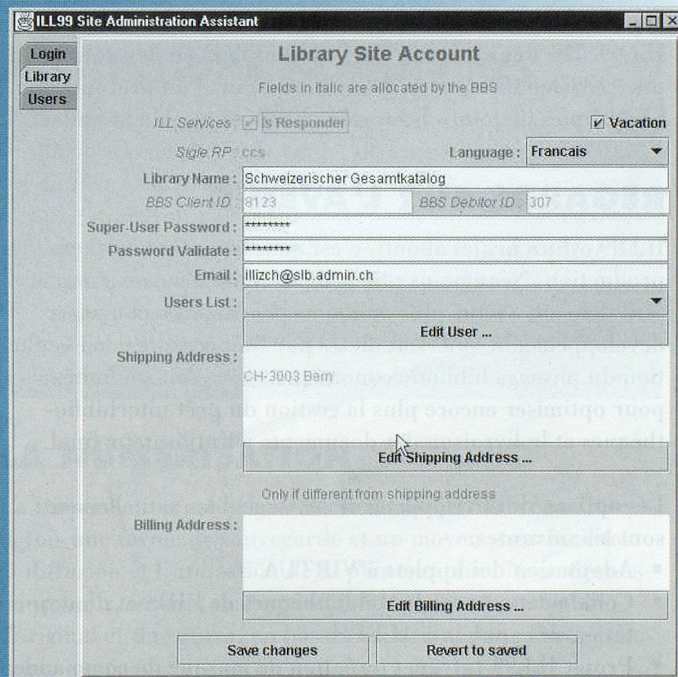 ILL99 Site Administration Assistant
Login
Library
Users
Library Site Account
Fields in italic are allocated by the BBS
ILL Services Is Responder Vacation
Sigle RP : ccs Language : Francais
Library Name : Schweizerischer Gesamtkatalog
BBS Client ID : 8123 BBS Debitor ID : 307
Super-User Password : ********
Password Validate : ********
Email : illizch@slb.admin.ch
Users List :
Edit User ...
Shipping Address :
CH-3003 Bern
Edit Shipping Address ...
Only if different from shipping address
Billing Address :
Edit Billing Address ...
Save changes Revert to saved